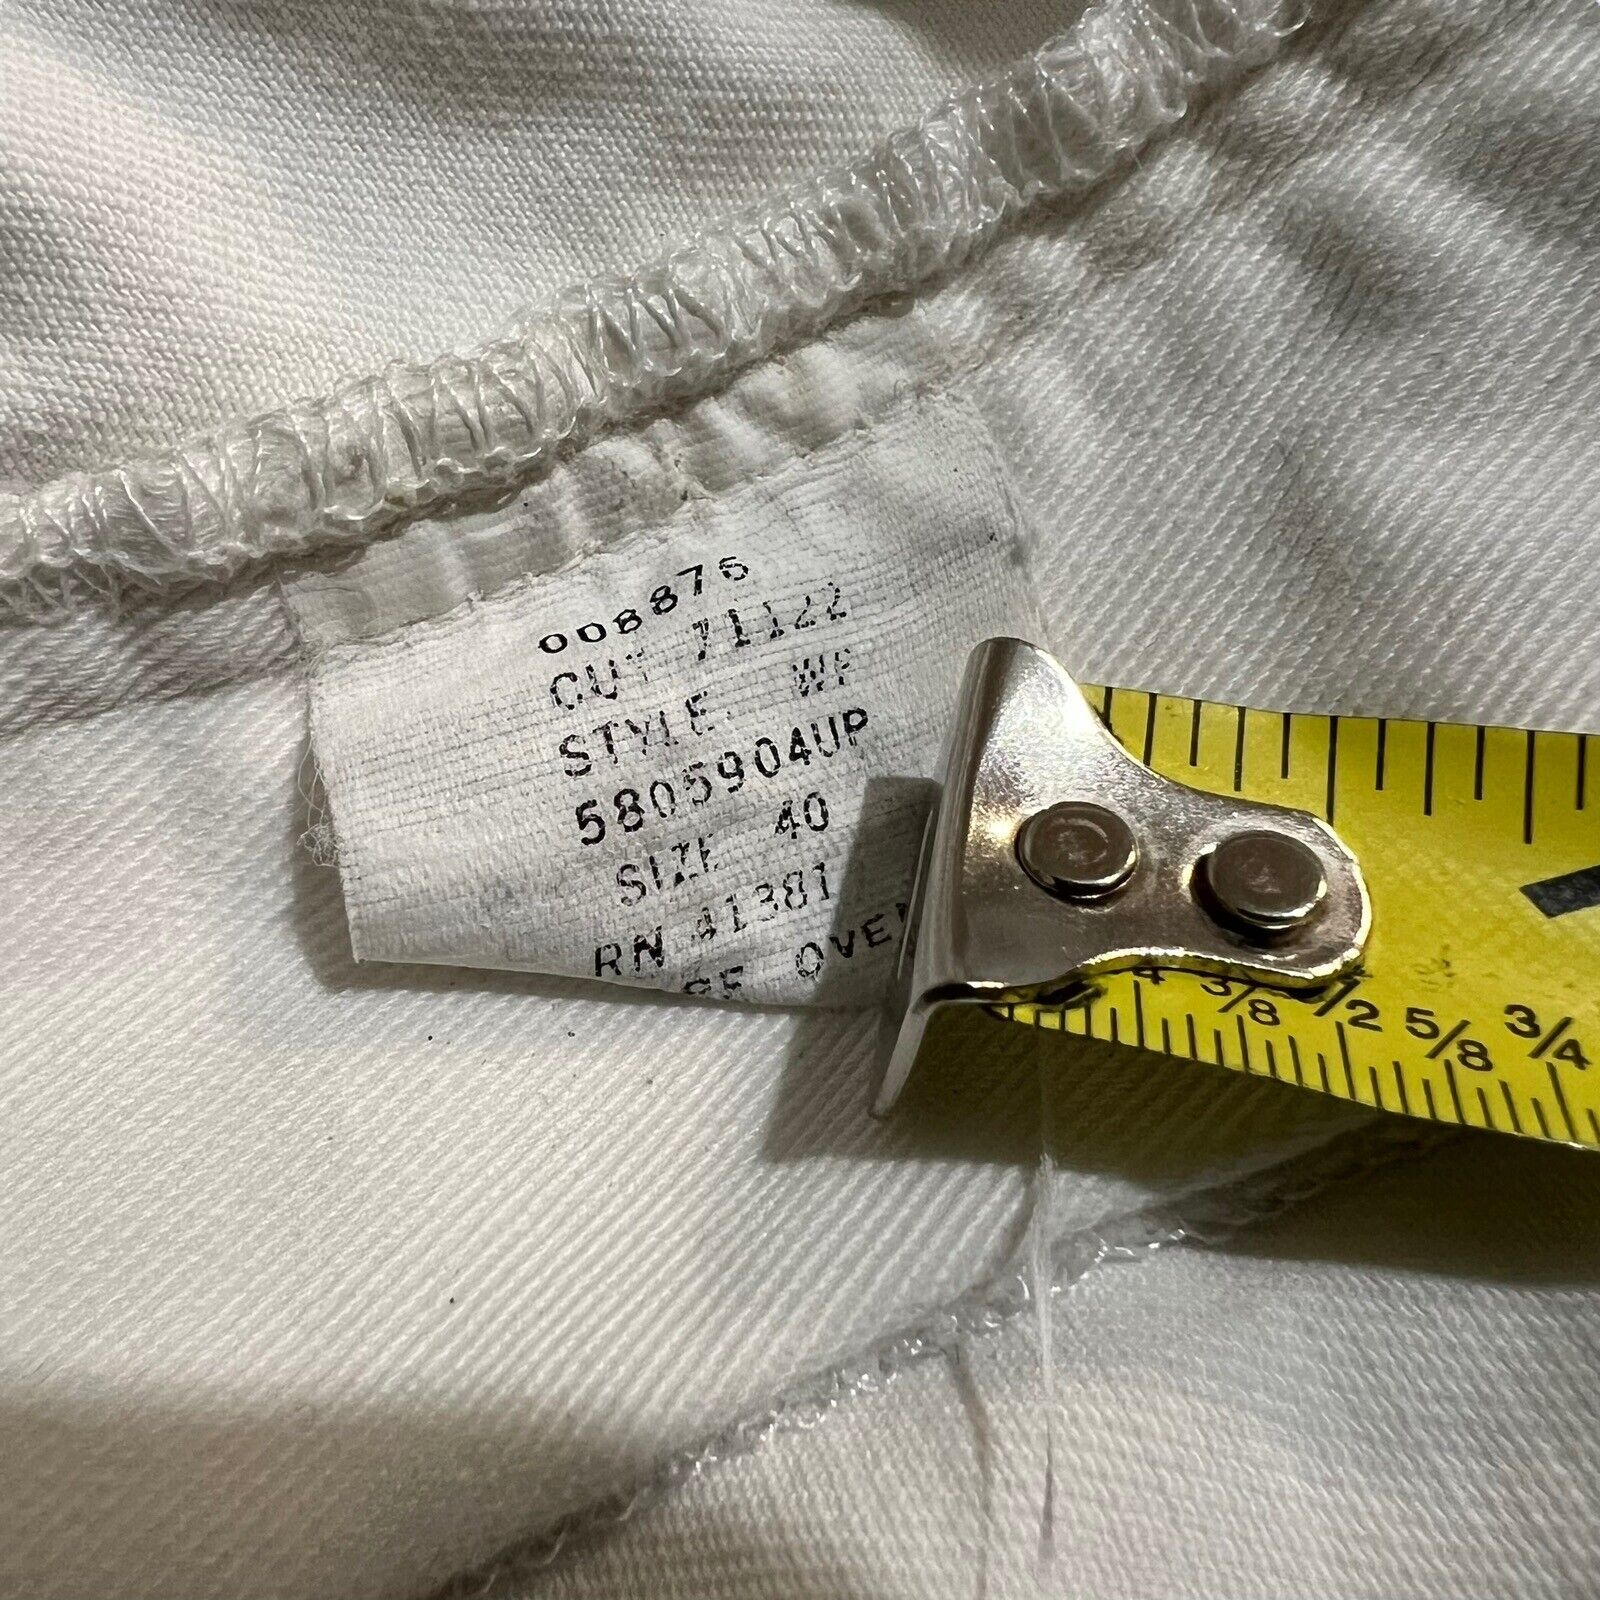 008876
CUT 71122
STYLE WF
5805904UP
SIZE 40
RN 41381
3/8 1/2 5/8 3/4